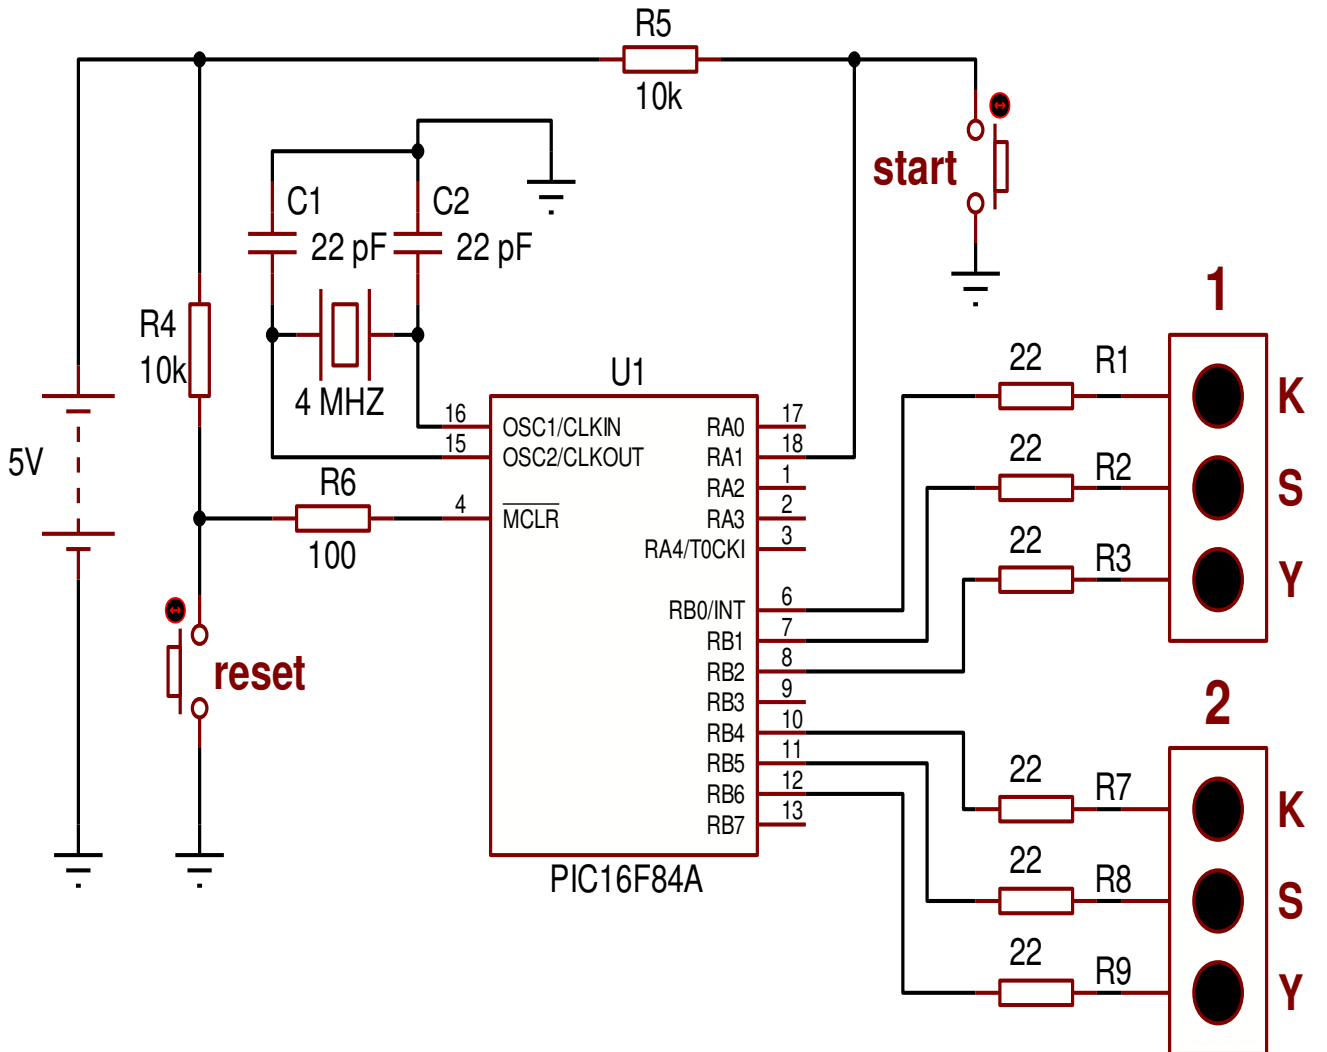 R5
10k
start
C1
22 pF
C2
22 pF
R4
10k
4 MHZ
5V
R6
100
reset
U1
16
OSC1/CLKIN
15
OSC2/CLKOUT
4
MCLR
RA0
17
RA1
18
RA2
1
RA3
2
RA4/T0CKI
3
RB0/INT
6
RB1
7
RB2
8
RB3
9
RB4
10
RB5
11
RB6
12
RB7
13
PIC16F84A
1
22
R1
K
22
R2
S
22
R3
Y
2
22
R7
K
22
R8
S
22
R9
Y